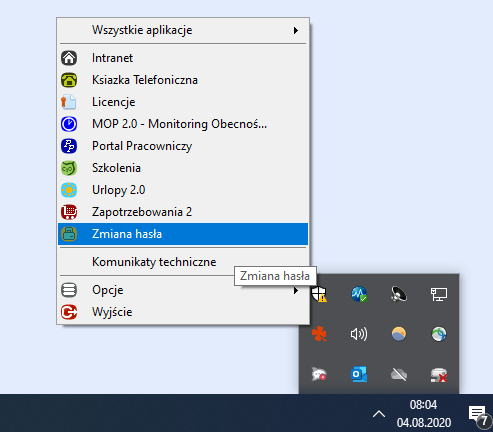 Wszystkie aplikacje
Intranet
Ksiazka Telefoniczna
Licencje
MOP 2.0 - Monitoring Obecnoś...
Portal Pracowniczy
Szkolenia
Urlopy 2.0
Zapotrzebowania 2
Zmiana hasła
Komunikaty techniczne
Zmiana hasła
Opcje
Wyjście
08:04
04.08.2020
7